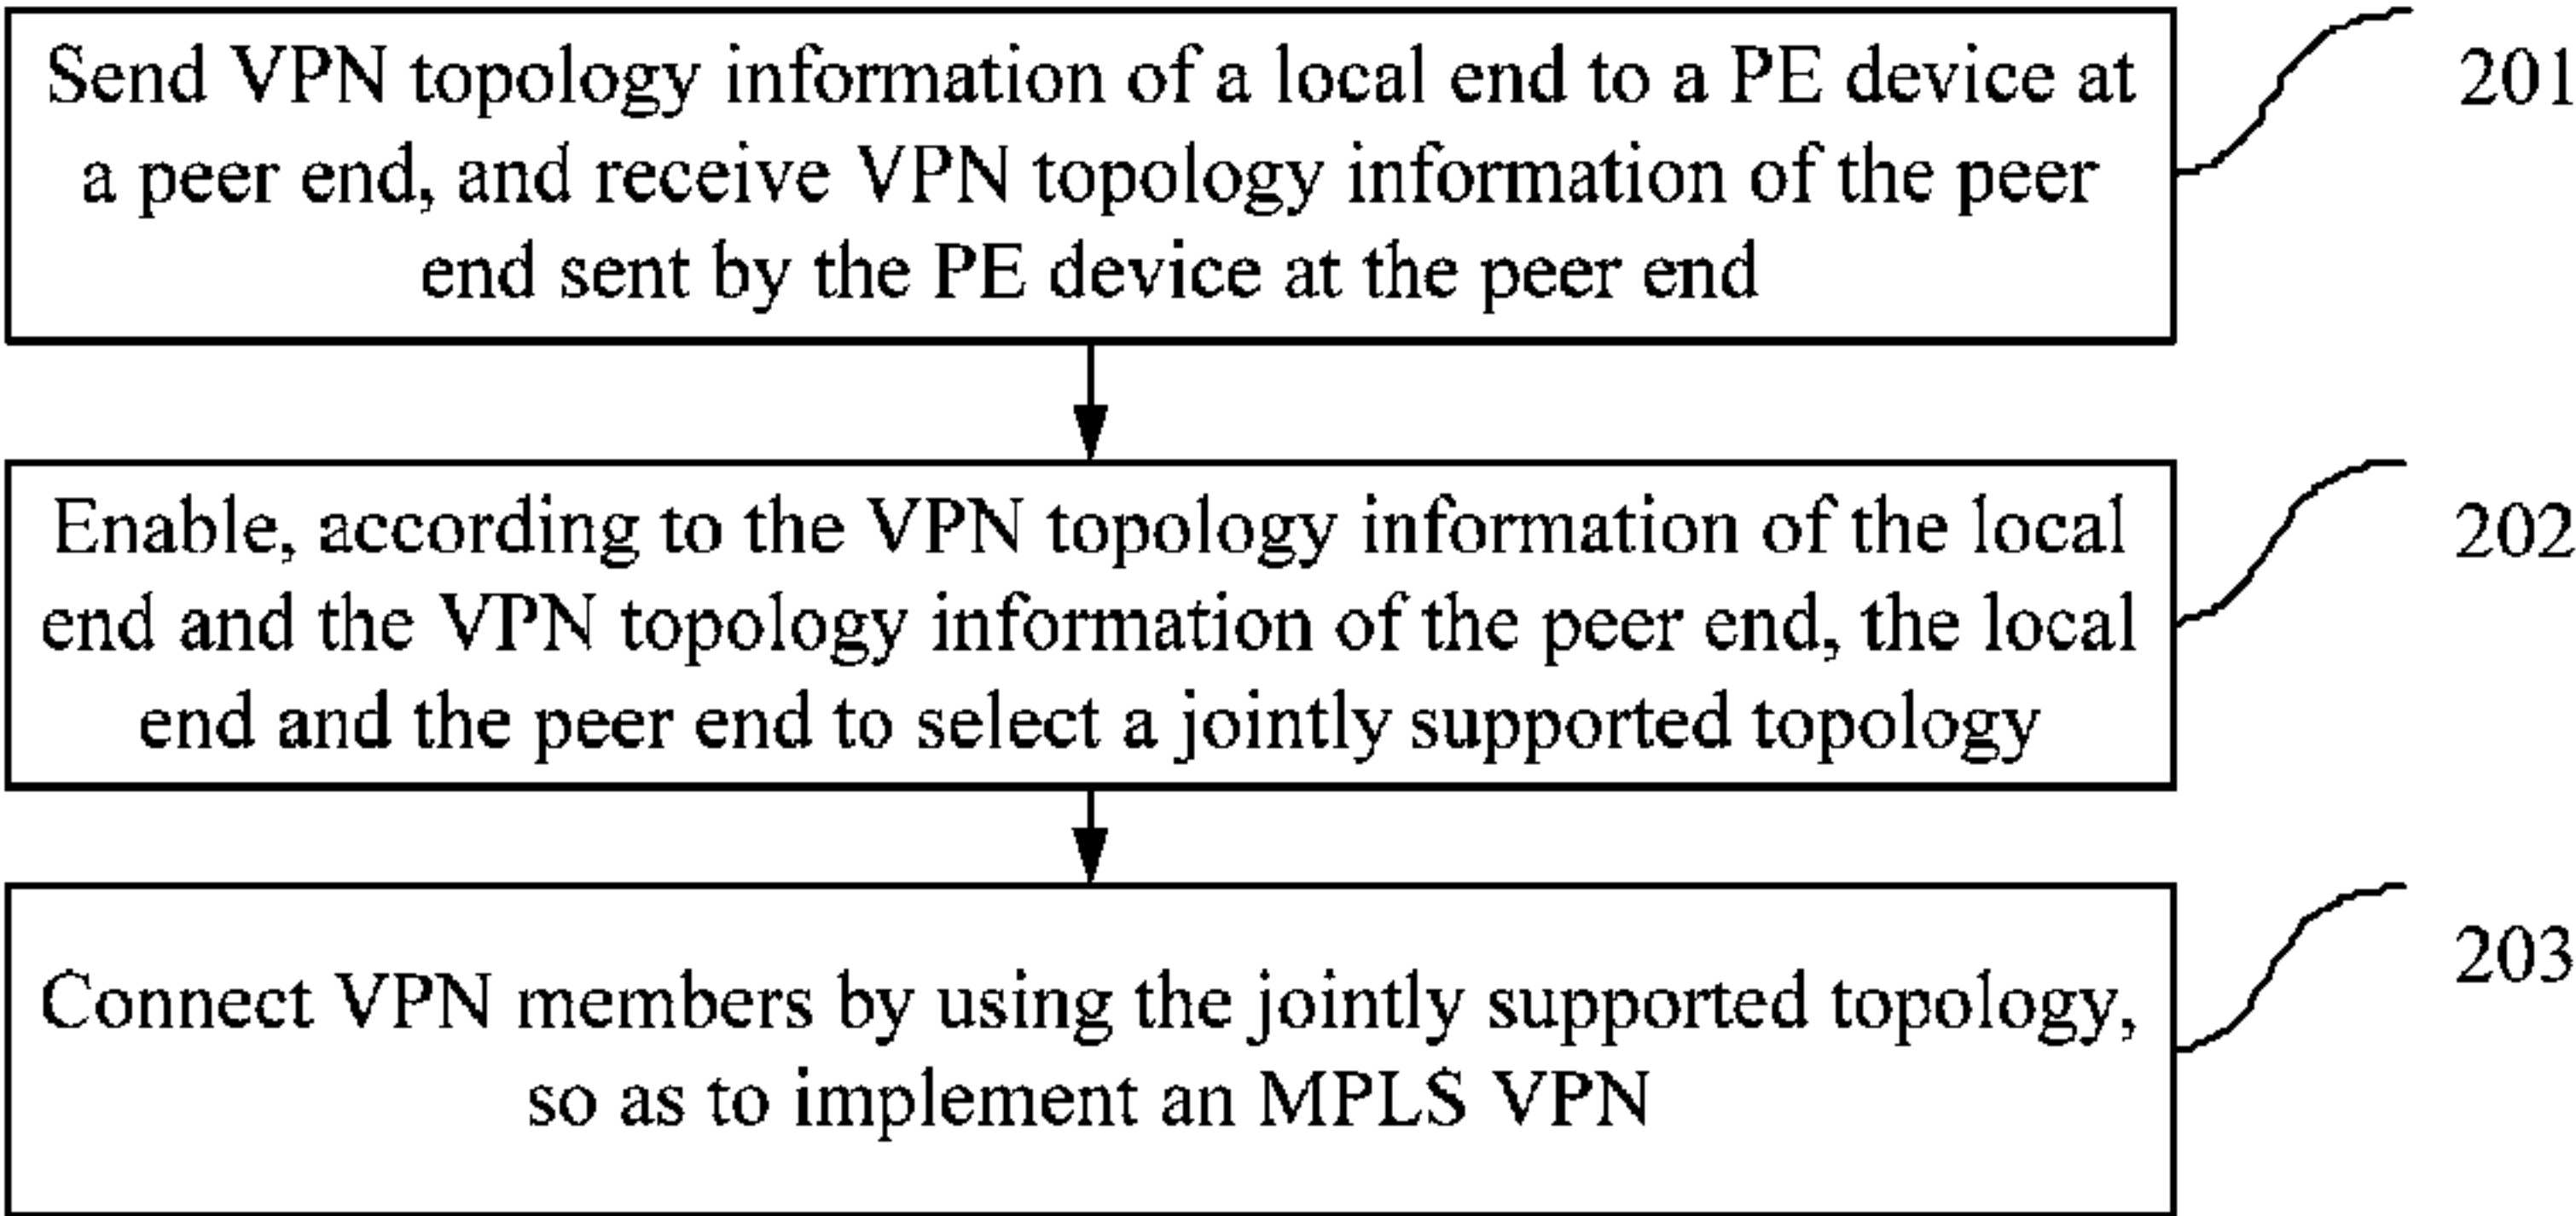 Send VPN topology information of a local end to a PE device at
a peer end, and receive VPN topology information of the peer
end sent by the PE device at the peer end
201
Enable, according to the VPN topology information of the local
end and the VPN topology information of the peer end, the local
end and the peer end to select a jointly supported topology
202
Connect VPN members by using the jointly supported topology,
so as to implement an MPLS VPN
203